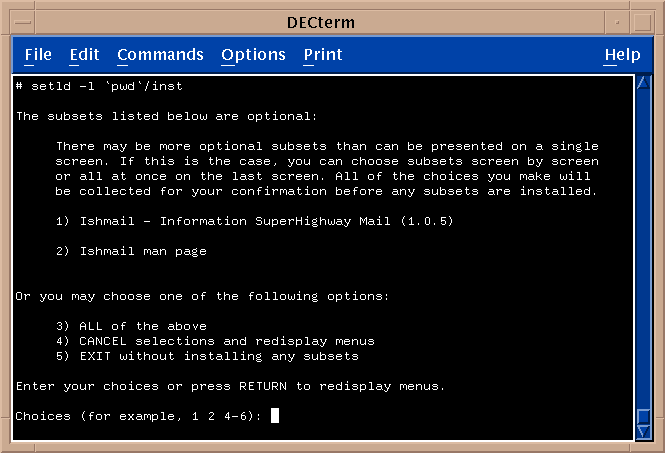 DECterm
File Edit Commands Options Print Help
# setld -l `pwd`/inst
The subsets listed below are optional:
There may be more optional subsets than can be presented on a single
screen. If this is the case, you can choose subsets screen by screen
or all at once on the last screen. All of the choices you make will
be collected for your confirmation before any subsets are installed.
1) Ishmail - Information SuperHighway Mail (1.0.5)
2) Ishmail man page
Or you may choose one of the following options:
3) ALL of the above
4) CANCEL selections and redisplay menus
5) EXIT without installing any subsets
Enter your choices or press RETURN to redisplay menus.
Choices (for example, 1 2 4-6):